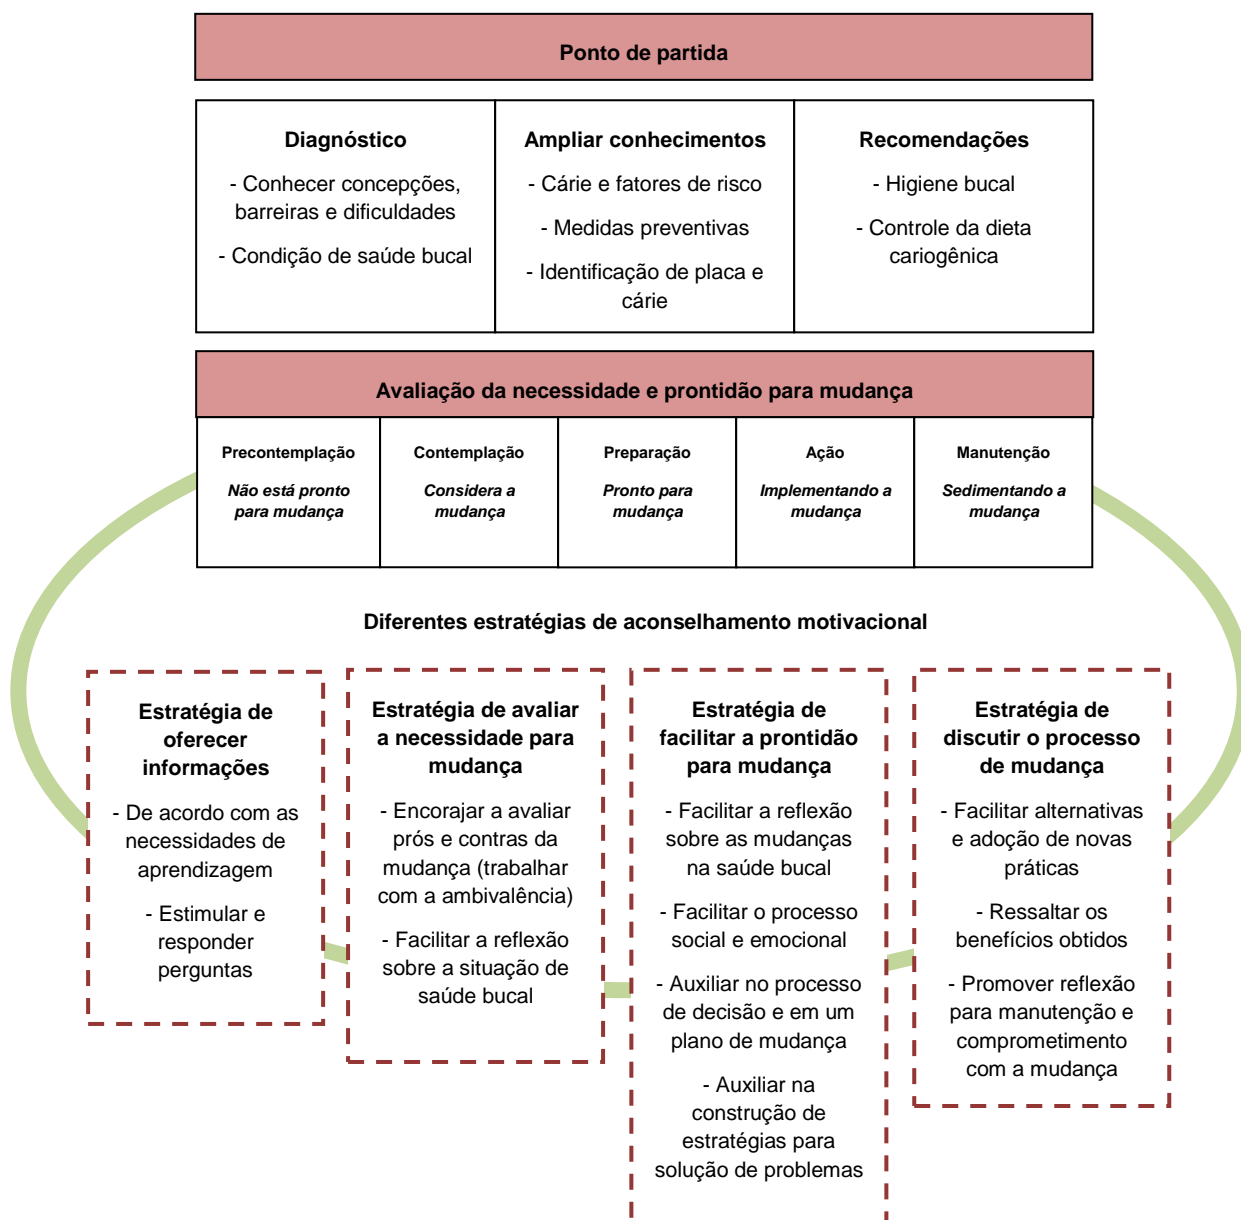 Ponto de partida
Diagnóstico
- Conhecer concepções,
barreiras e dificuldades
- Condição de saúde bucal
Ampliar conhecimentos
- Cárie e fatores de risco
- Medidas preventivas
- Identificação de placa e
cárie
Recomendações
- Higiene bucal
- Controle da dieta
cariogênica
Avaliação da necessidade e prontidão para mudança
Precontemplação
Não está pronto
para mudança
Contemplação
Considera a
mudança
Preparação
Pronto para
mudança
Ação
Implementando a
mudança
Manutenção
Sedimentando a
mudança
Diferentes estratégias de aconselhamento motivacional
Estratégia de
oferecer
informações
- De acordo com as
necessidades de
aprendizagem
- Estimular e
responder
perguntas
Estratégia de avaliar
a necessidade para
mudança
- Encorajar a avaliar
prós e contras da
mudança (trabalhar
com a ambivalência)
- Facilitar a reflexão
sobre a situação de
saúde bucal
Estratégia de
facilitar a prontidão
para mudança
- Facilitar a reflexão
sobre as mudanças
na saúde bucal
- Facilitar o processo
social e emocional
- Auxiliar no processo
de decisão e em um
plano de mudança
- Auxiliar na
construção de
estratégias para
solução de problemas
Estratégia de
discutir o processo
de mudança
- Facilitar alternativas
e adoção de novas
práticas
- Ressaltar os
benefícios obtidos
- Promover reflexão
para manutenção e
comprometimento
com a mudança